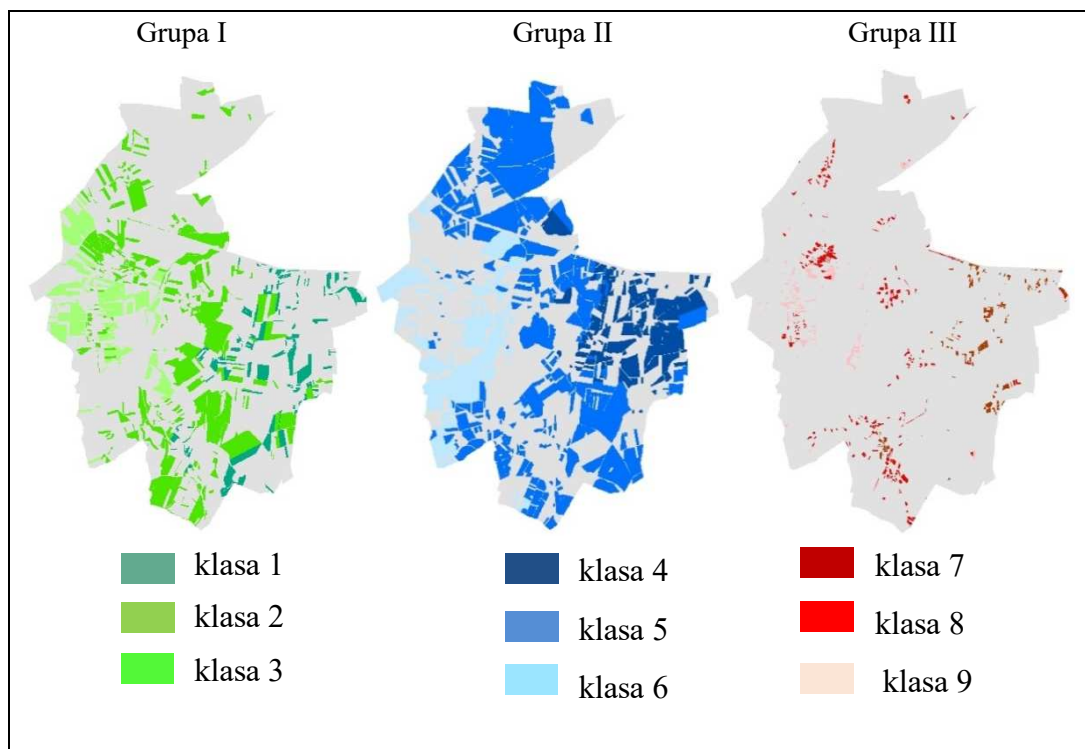 Grupa I Grupa II Grupa III
klasa 1 klasa 4 klasa 7
klasa 2 klasa 5 klasa 8
klasa 3 klasa 6 klasa 9